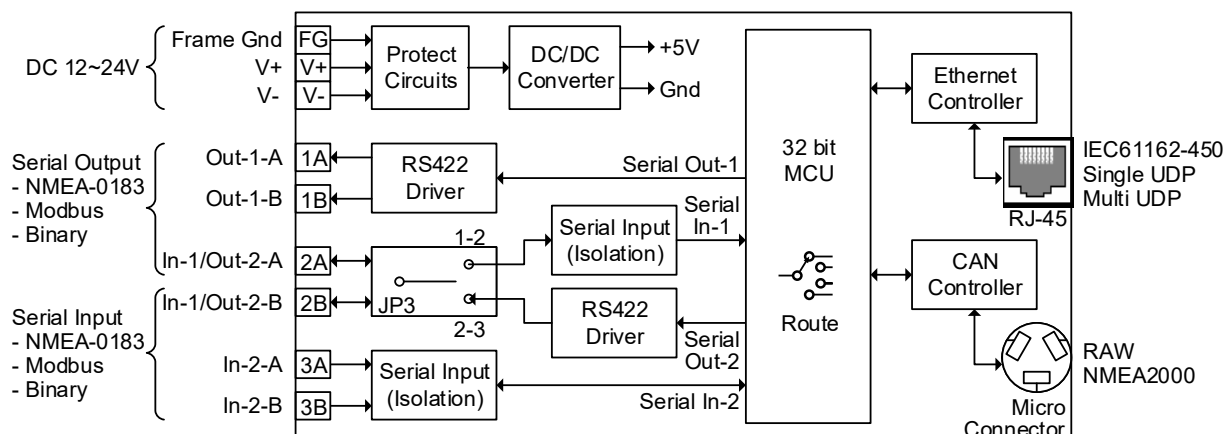 Frame Gnd
FG
V+
V+
V-
V-
DC 12~24V
Protect
Circuits
DC/DC
Converter
+5V
Gnd
32 bit
MCU
Route
Ethernet
Controller
IEC61162-450
Single UDP
Multi UDP
RJ-45
Serial Output
- NMEA-0183
- Modbus
- Binary
Out-1-A
1A
Out-1-B
1B
RS422
Driver
Serial Out-1
In-1/Out-2-A
2A
In-1/Out-2-B
2B
1-2
JP3
2-3
Serial Input
(Isolation)
Serial
In-1
RS422
Driver
Serial
Out-2
Serial Input
- NMEA-0183
- Modbus
- Binary
In-2-A
3A
In-2-B
3B
Serial Input
(Isolation)
Serial In-2
CAN
Controller
RAW
NMEA2000
Micro
Connector